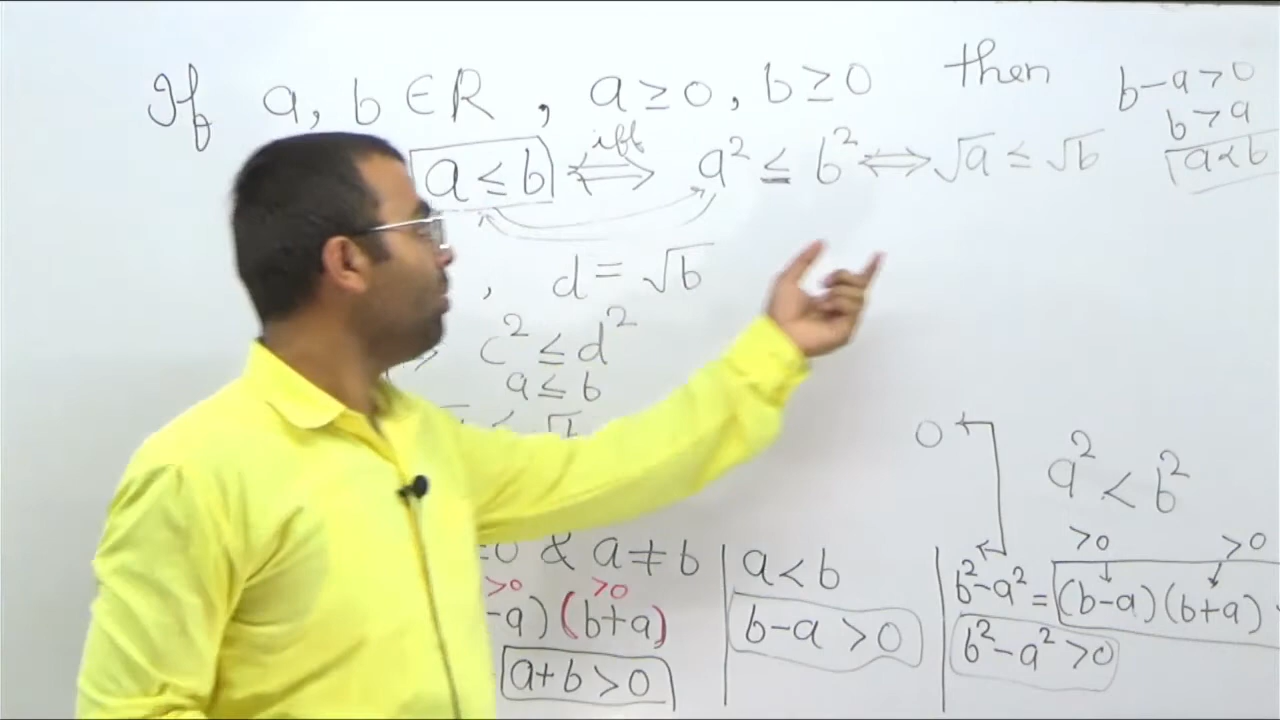 If a, b ∈ R , a ≥ 0 , b ≥ 0 then
iff
a ≤ b ⟺ a² ≤ b² ⟺ √a ≤ √b
b-a > 0
b > a
a < b
, d = √b
c² ≤ d²
a ≤ b
0
a² < b²
& a ≠ b
>0 >0
-a) (b+a)
a+b > 0
a < b
b-a > 0
>0 >0
b²-a² = (b-a) (b+a)
b²-a² > 0